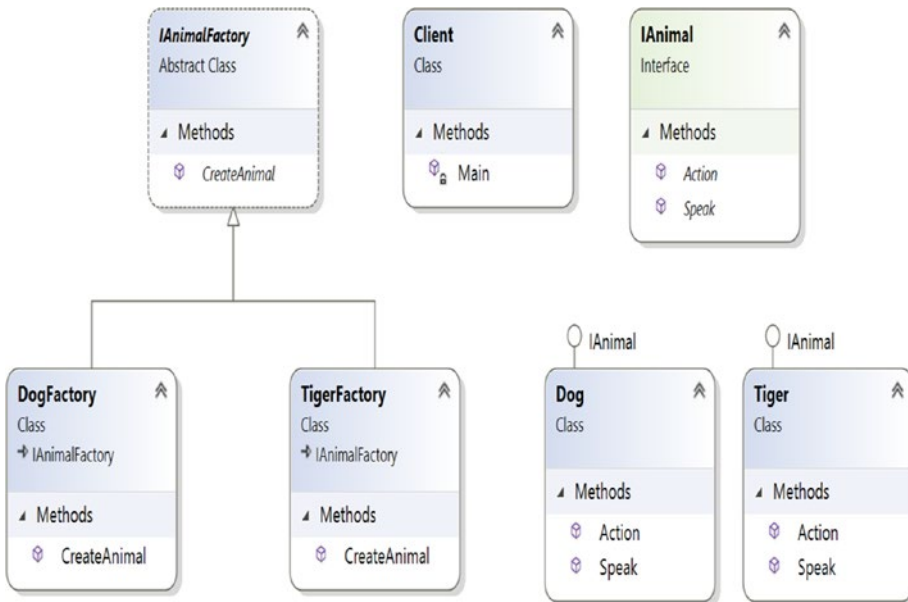 IAnimalFactory
Abstract Class
Methods
CreateAnimal
Client
Class
Methods
Main
IAnimal
Interface
Methods
Action
Speak
DogFactory
Class
IAnimalFactory
Methods
CreateAnimal
TigerFactory
Class
IAnimalFactory
Methods
CreateAnimal
IAnimal
Dog
Class
Methods
Action
Speak
IAnimal
Tiger
Class
Methods
Action
Speak